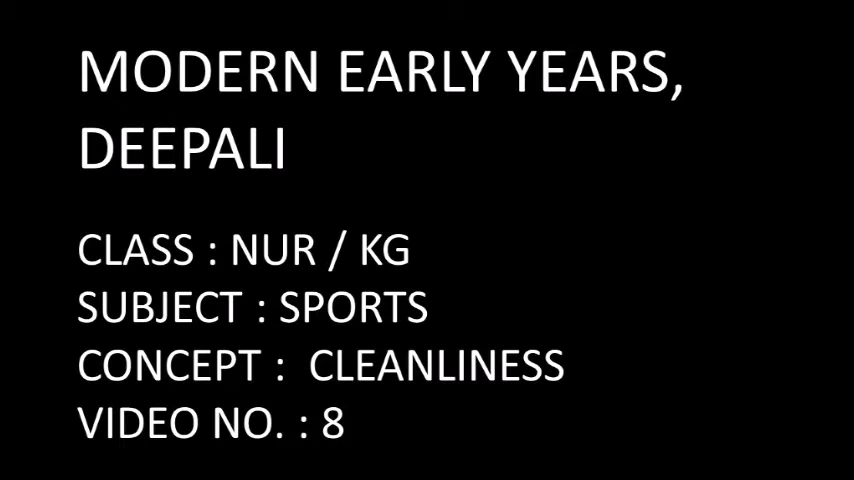 MODERN EARLY YEARS,
DEEPALI
CLASS : NUR / KG
SUBJECT : SPORTS
CONCEPT :  CLEANLINESS
VIDEO NO. : 8